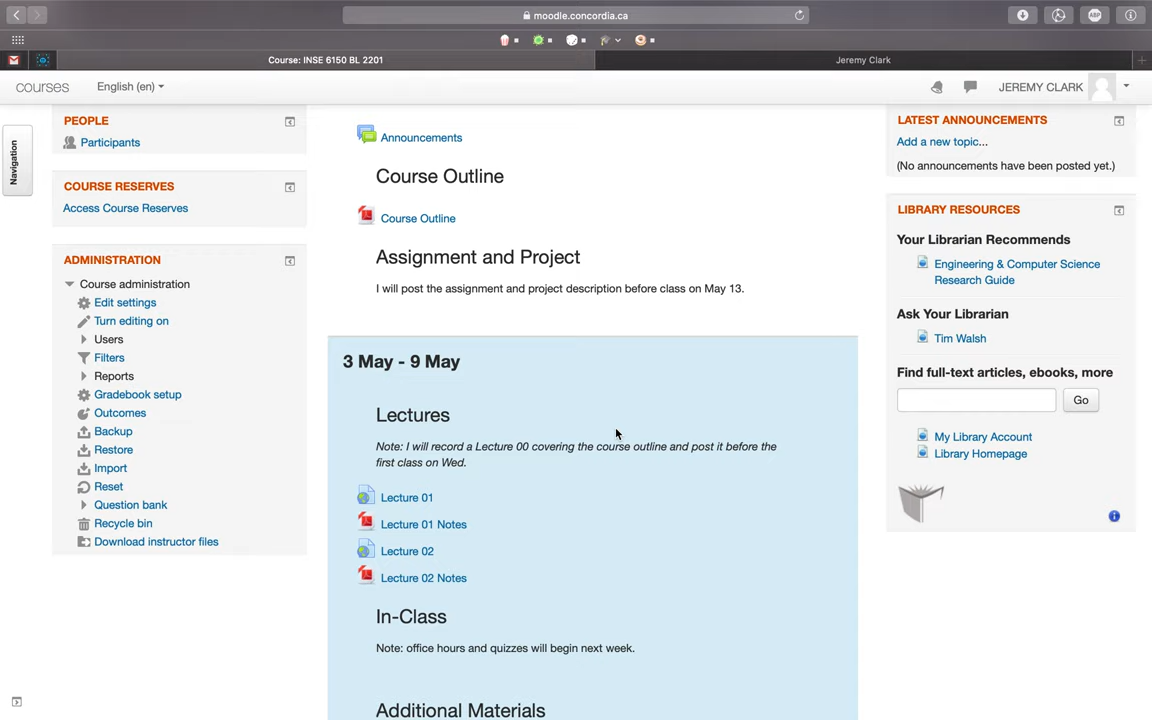 moodle.concordia.ca
ABP
Course: INSE 6150 BL 2201
Jeremy Clark
courses
English (en)
JEREMY CLARK
Navigation
PEOPLE
Participants
COURSE RESERVES
Access Course Reserves
ADMINISTRATION
Course administration
Edit settings
Turn editing on
Users
Filters
Reports
Gradebook setup
Outcomes
Backup
Restore
Import
Reset
Question bank
Recycle bin
Download instructor files
Announcements
Course Outline
Course Outline
Assignment and Project
I will post the assignment and project description before class on May 13.
3 May - 9 May
Lectures
Note: I will record a Lecture 00 covering the course outline and post it before the
first class on Wed.
Lecture 01
Lecture 01 Notes
Lecture 02
Lecture 02 Notes
In-Class
Note: office hours and quizzes will begin next week.
Additional Materials
LATEST ANNOUNCEMENTS
Add a new topic...
(No announcements have been posted yet.)
LIBRARY RESOURCES
Your Librarian Recommends
Engineering & Computer Science
Research Guide
Ask Your Librarian
Tim Walsh
Find full-text articles, ebooks, more
Go
My Library Account
Library Homepage